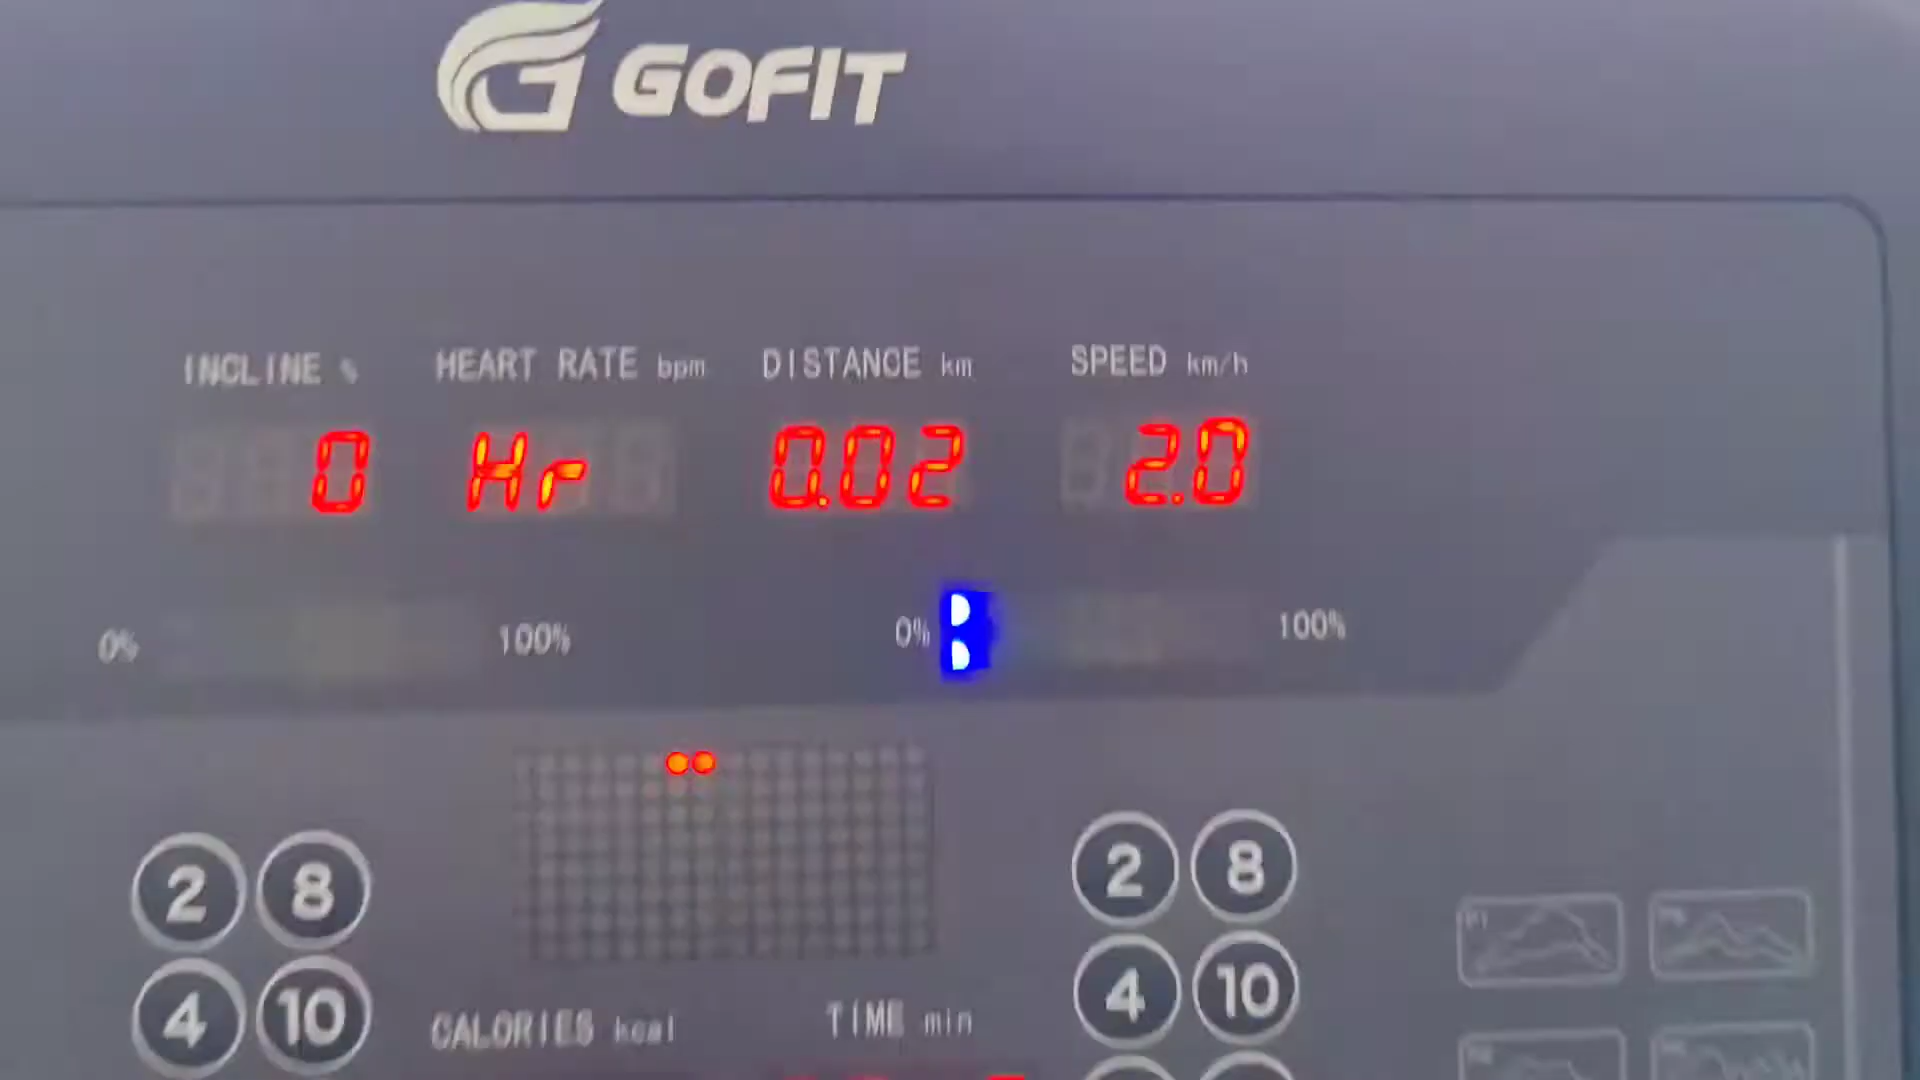 GOFIT
INCLINE % HEART RATE bpm DISTANCE km SPEED km/h
0 Hr 0.02 2.0
0% 100% 0% 100%
2 8 2 8
4 10 4 10
P1
CALORIES kcal TIME min